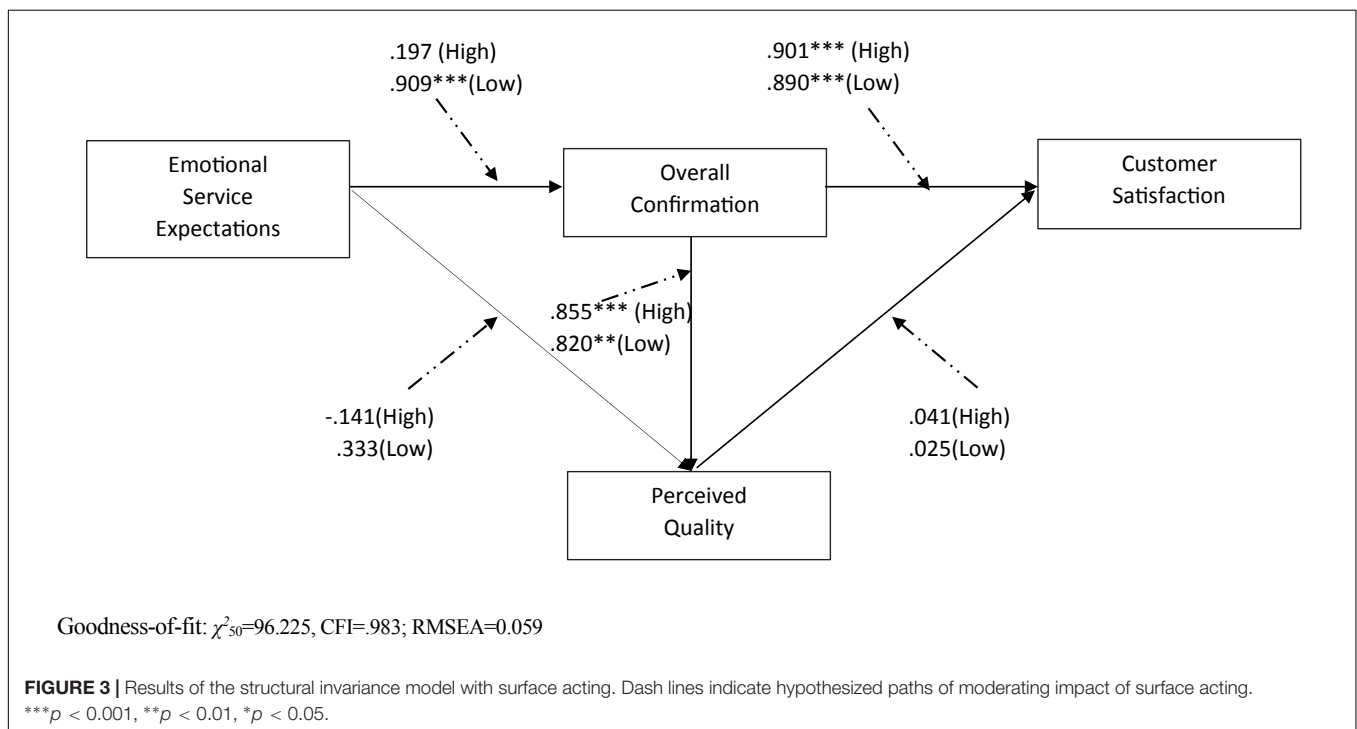 .197 (High)
.909***(Low)
.901*** (High)
.890***(Low)
Emotional
Service
Expectations
Overall
Confirmation
Customer
Satisfaction
.855*** (High)
.820**(Low)
-.141(High)
.333(Low)
.041(High)
.025(Low)
Perceived
Quality
Goodness-of-fit: χ²₅₀=96.225, CFI=.983; RMSEA=0.059
FIGURE 3 | Results of the structural invariance model with surface acting. Dash lines indicate hypothesized paths of moderating impact of surface acting.
***p < 0.001, **p < 0.01, *p < 0.05.